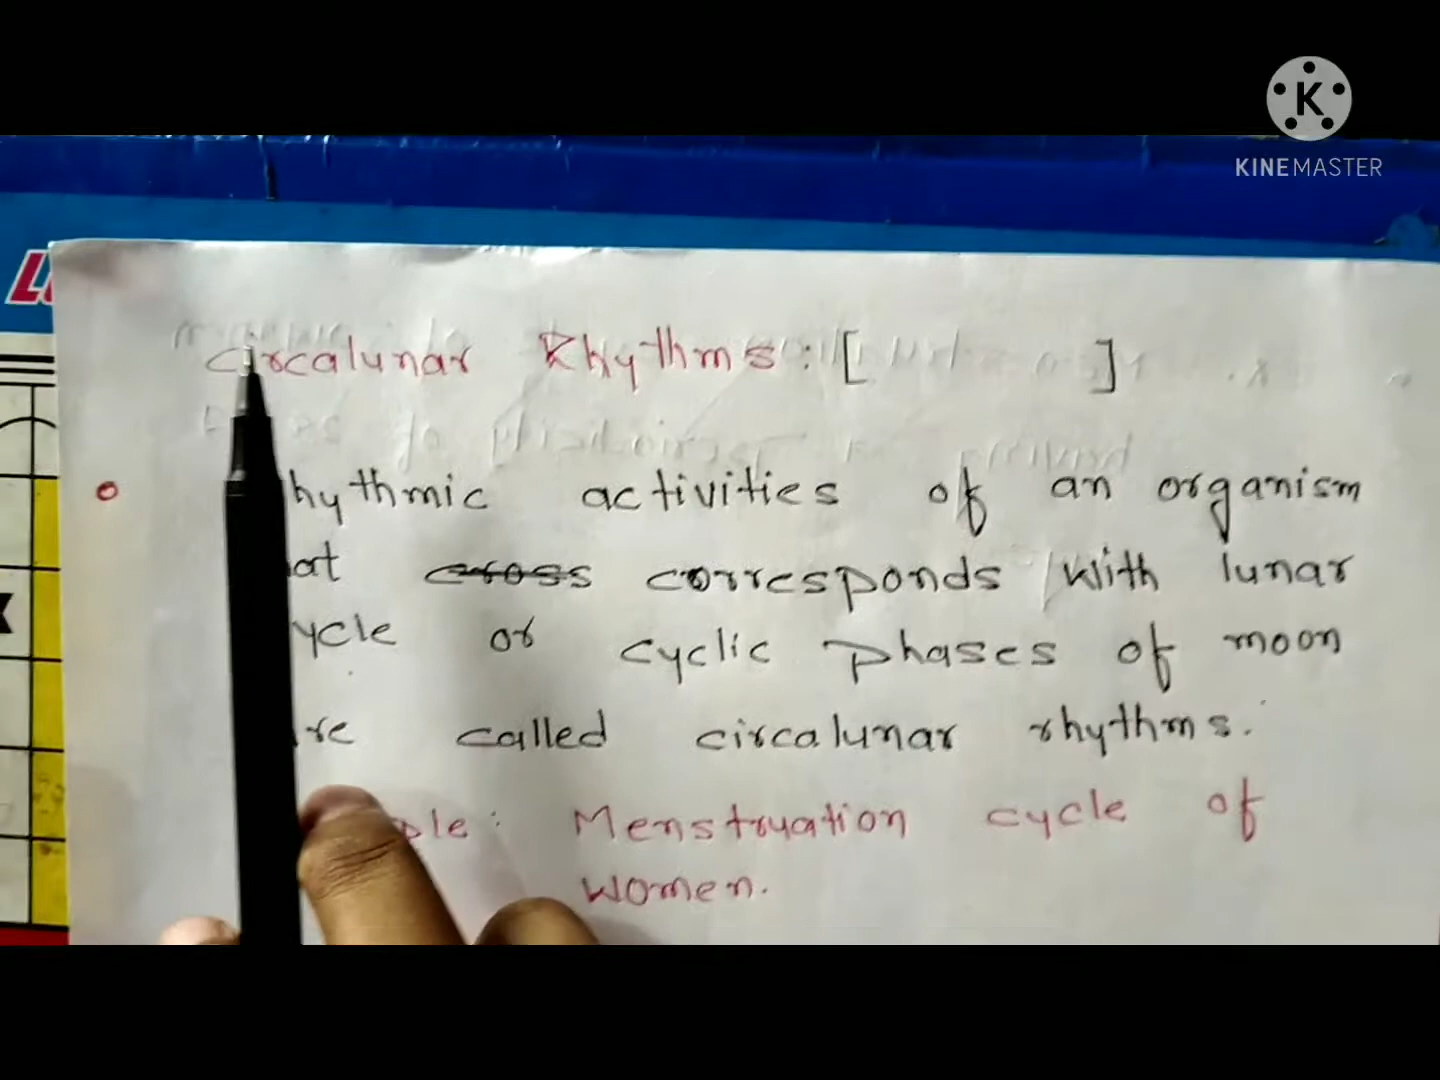 K
KINEMASTER
Circalunar Rhythms: [ ]
hythmic activities of an organism
at cross corresponds with lunar
ycle or cyclic phases of moon
re called circalunar rhythms.
ple: Menstruation cycle of
women.